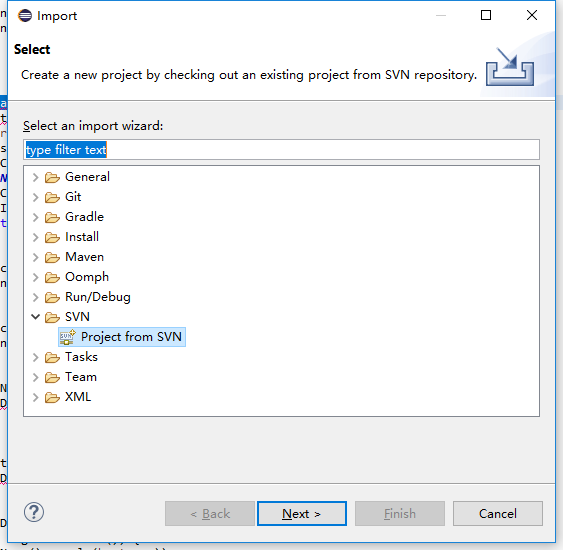 Import
Select
Create a new project by checking out an existing project from SVN repository.
Select an import wizard:
type filter text
General
Git
Gradle
Install
Maven
Oomph
Run/Debug
SVN
Project from SVN
Tasks
Team
XML
< Back
Next >
Finish
Cancel